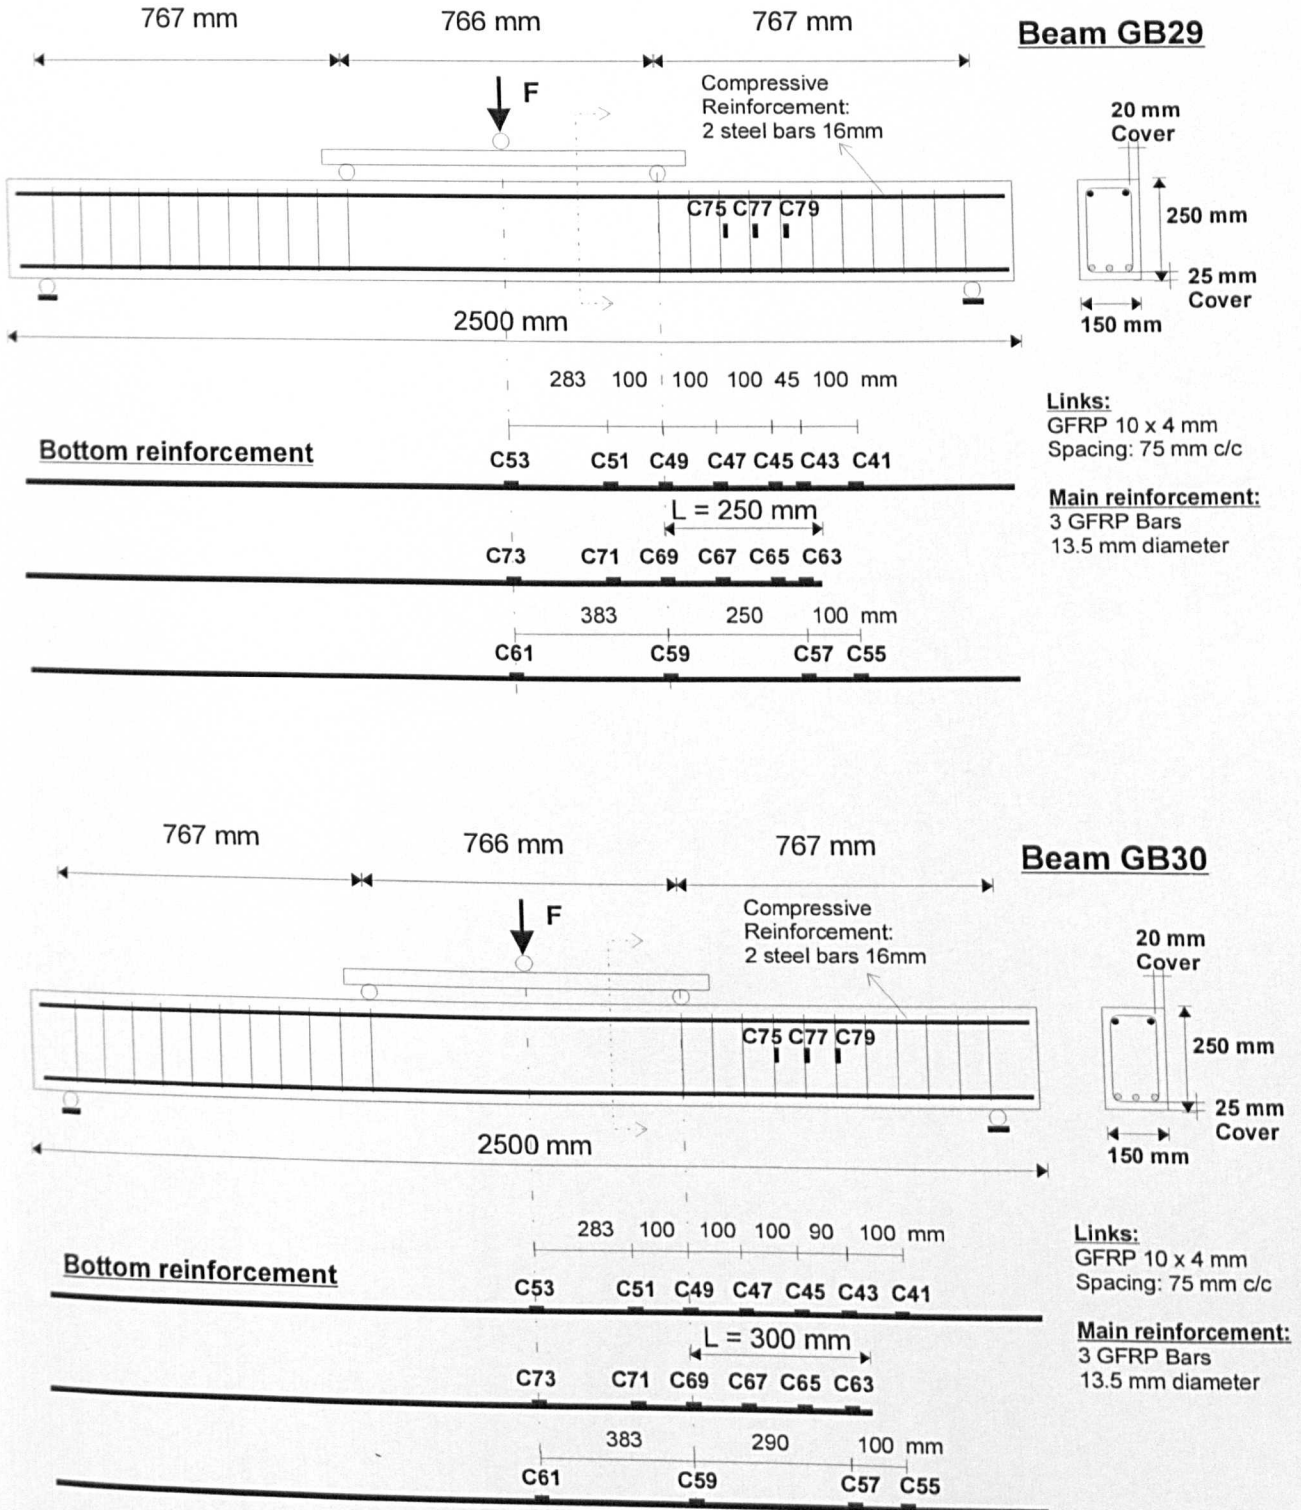 767 mm 766 mm 767 mm
Beam GB29
F
Compressive
Reinforcement:
2 steel bars 16mm
20 mm
Cover
C75 C77 C79
250 mm
25 mm
Cover
150 mm
2500 mm
283 100 100 100 45 100 mm
Links:
GFRP 10 x 4 mm
Spacing: 75 mm c/c
Bottom reinforcement
C53 C51 C49 C47 C45 C43 C41
Main reinforcement:
3 GFRP Bars
13.5 mm diameter
L = 250 mm
C73 C71 C69 C67 C65 C63
383 250 100 mm
C61 C59 C57 C55
767 mm 766 mm 767 mm
Beam GB30
F
Compressive
Reinforcement:
2 steel bars 16mm
20 mm
Cover
C75 C77 C79
250 mm
25 mm
Cover
150 mm
2500 mm
283 100 100 100 90 100 mm
Links:
GFRP 10 x 4 mm
Spacing: 75 mm c/c
Bottom reinforcement
C53 C51 C49 C47 C45 C43 C41
Main reinforcement:
3 GFRP Bars
13.5 mm diameter
L = 300 mm
C73 C71 C69 C67 C65 C63
383 290 100 mm
C61 C59 C57 C55